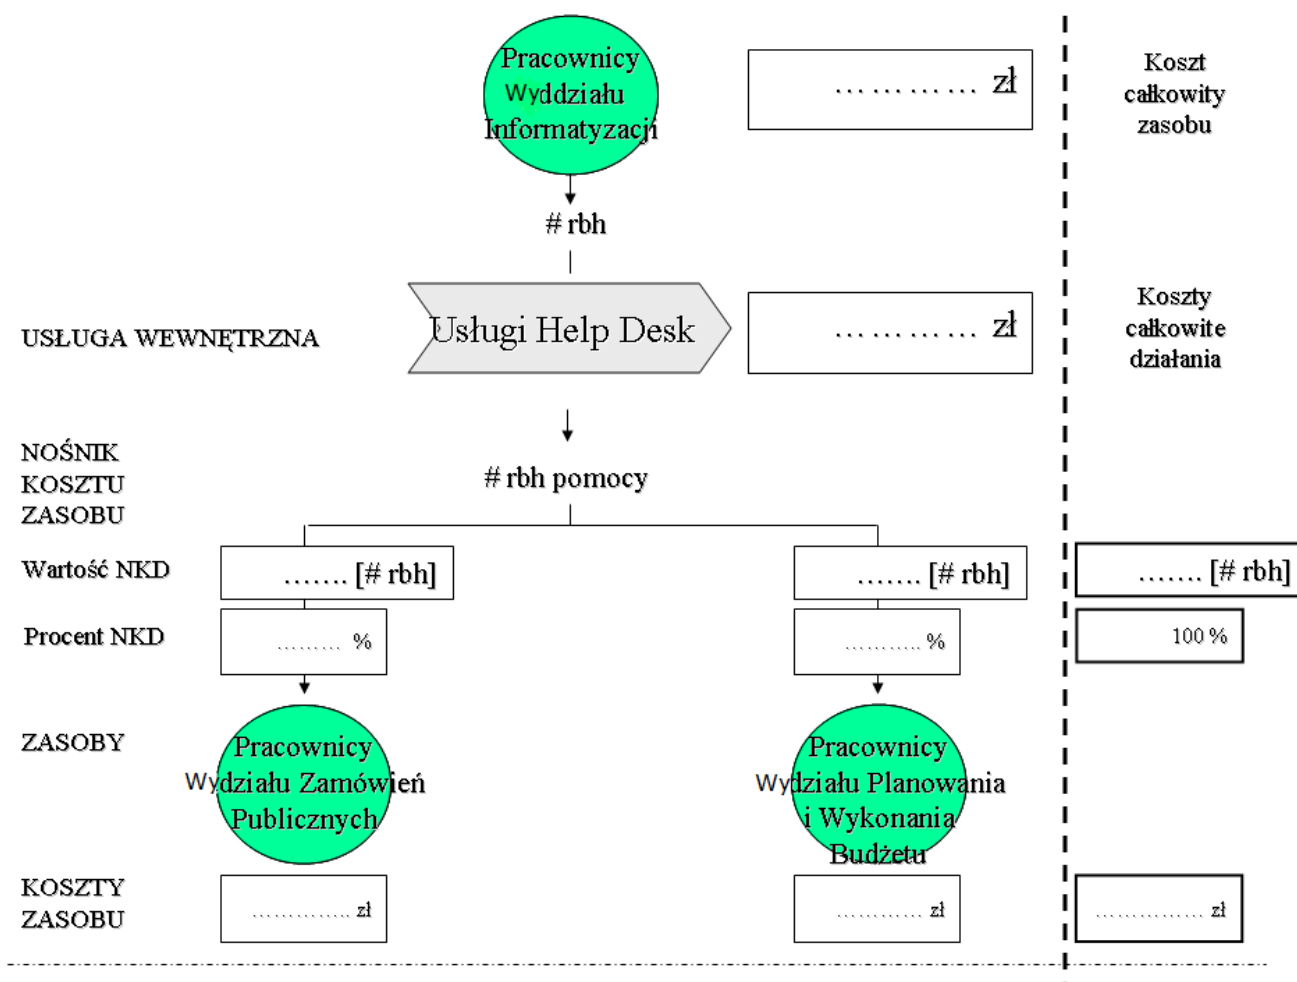 Pracownicy
Wyddziału
Informatyzacji
………… zł
Koszt
całkowity
zasobu
# rbh
USŁUGA WEWNĘTRZNA
Usługi Help Desk
………… zł
Koszty
całkowite
działania
NOŚNIK
KOSZTU
ZASOBU
# rbh pomocy
Wartość NKD
……. [# rbh]
……. [# rbh]
……. [# rbh]
Procent NKD
……… %
……….. %
100 %
ZASOBY
Pracownicy
Wydziału Zamówień
Publicznych
Pracownicy
Wydziału Planowania
i Wykonania
Budżetu
KOSZTY
ZASOBU
………….. zł
………… zł
…………… zł